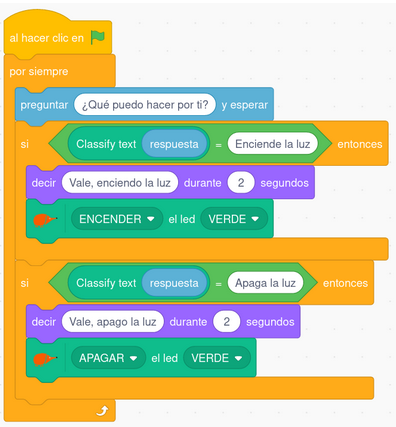 al hacer clic en
por siempre
preguntar ¿Qué puedo hacer por ti? y esperar
si Classify text respuesta = Enciende la luz entonces
decir Vale, enciendo la luz durante 2 segundos
ENCENDER el led VERDE
si Classify text respuesta = Apaga la luz entonces
decir Vale, apago la luz durante 2 segundos
APAGAR el led VERDE